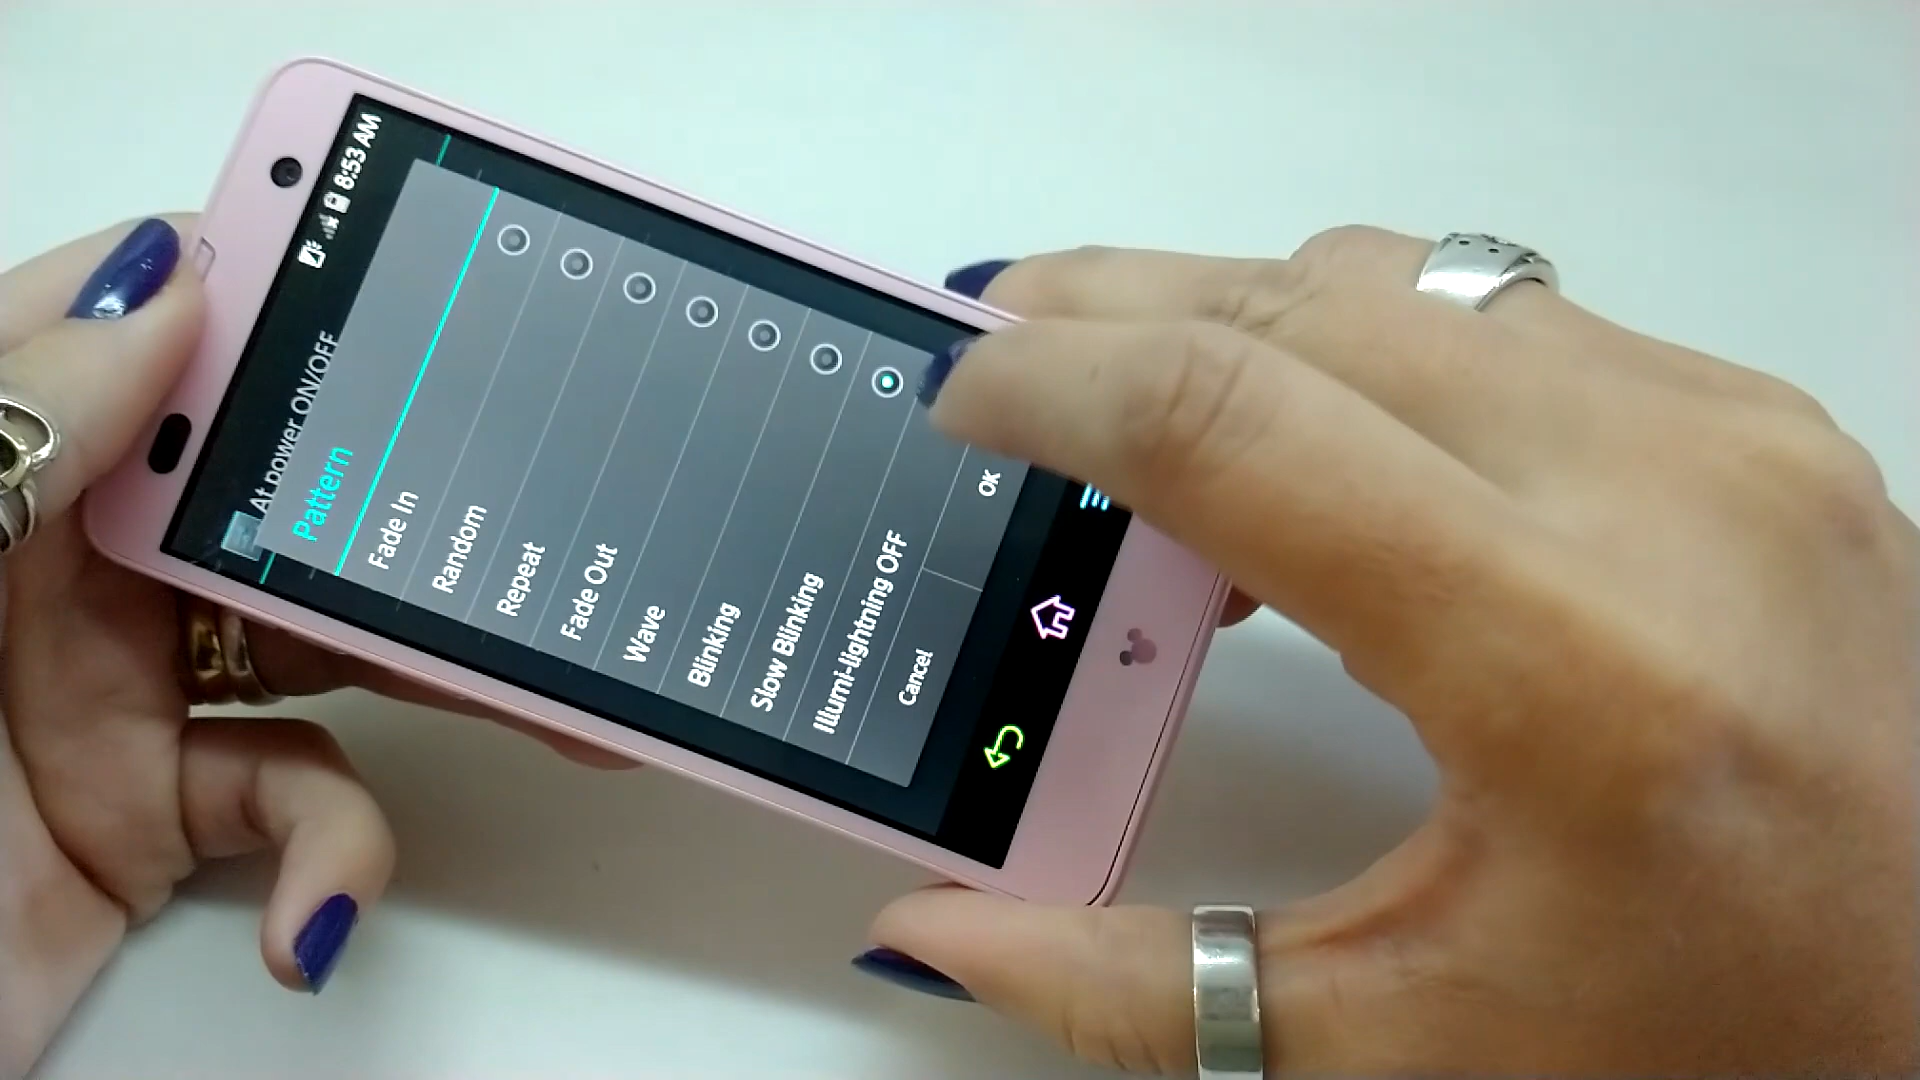 8:53 AM
At power ON/OFF
Pattern
Fade In
Random
Repeat
Fade Out
Wave
Blinking
Slow Blinking
Illumi-lightning OFF
Cancel
OK